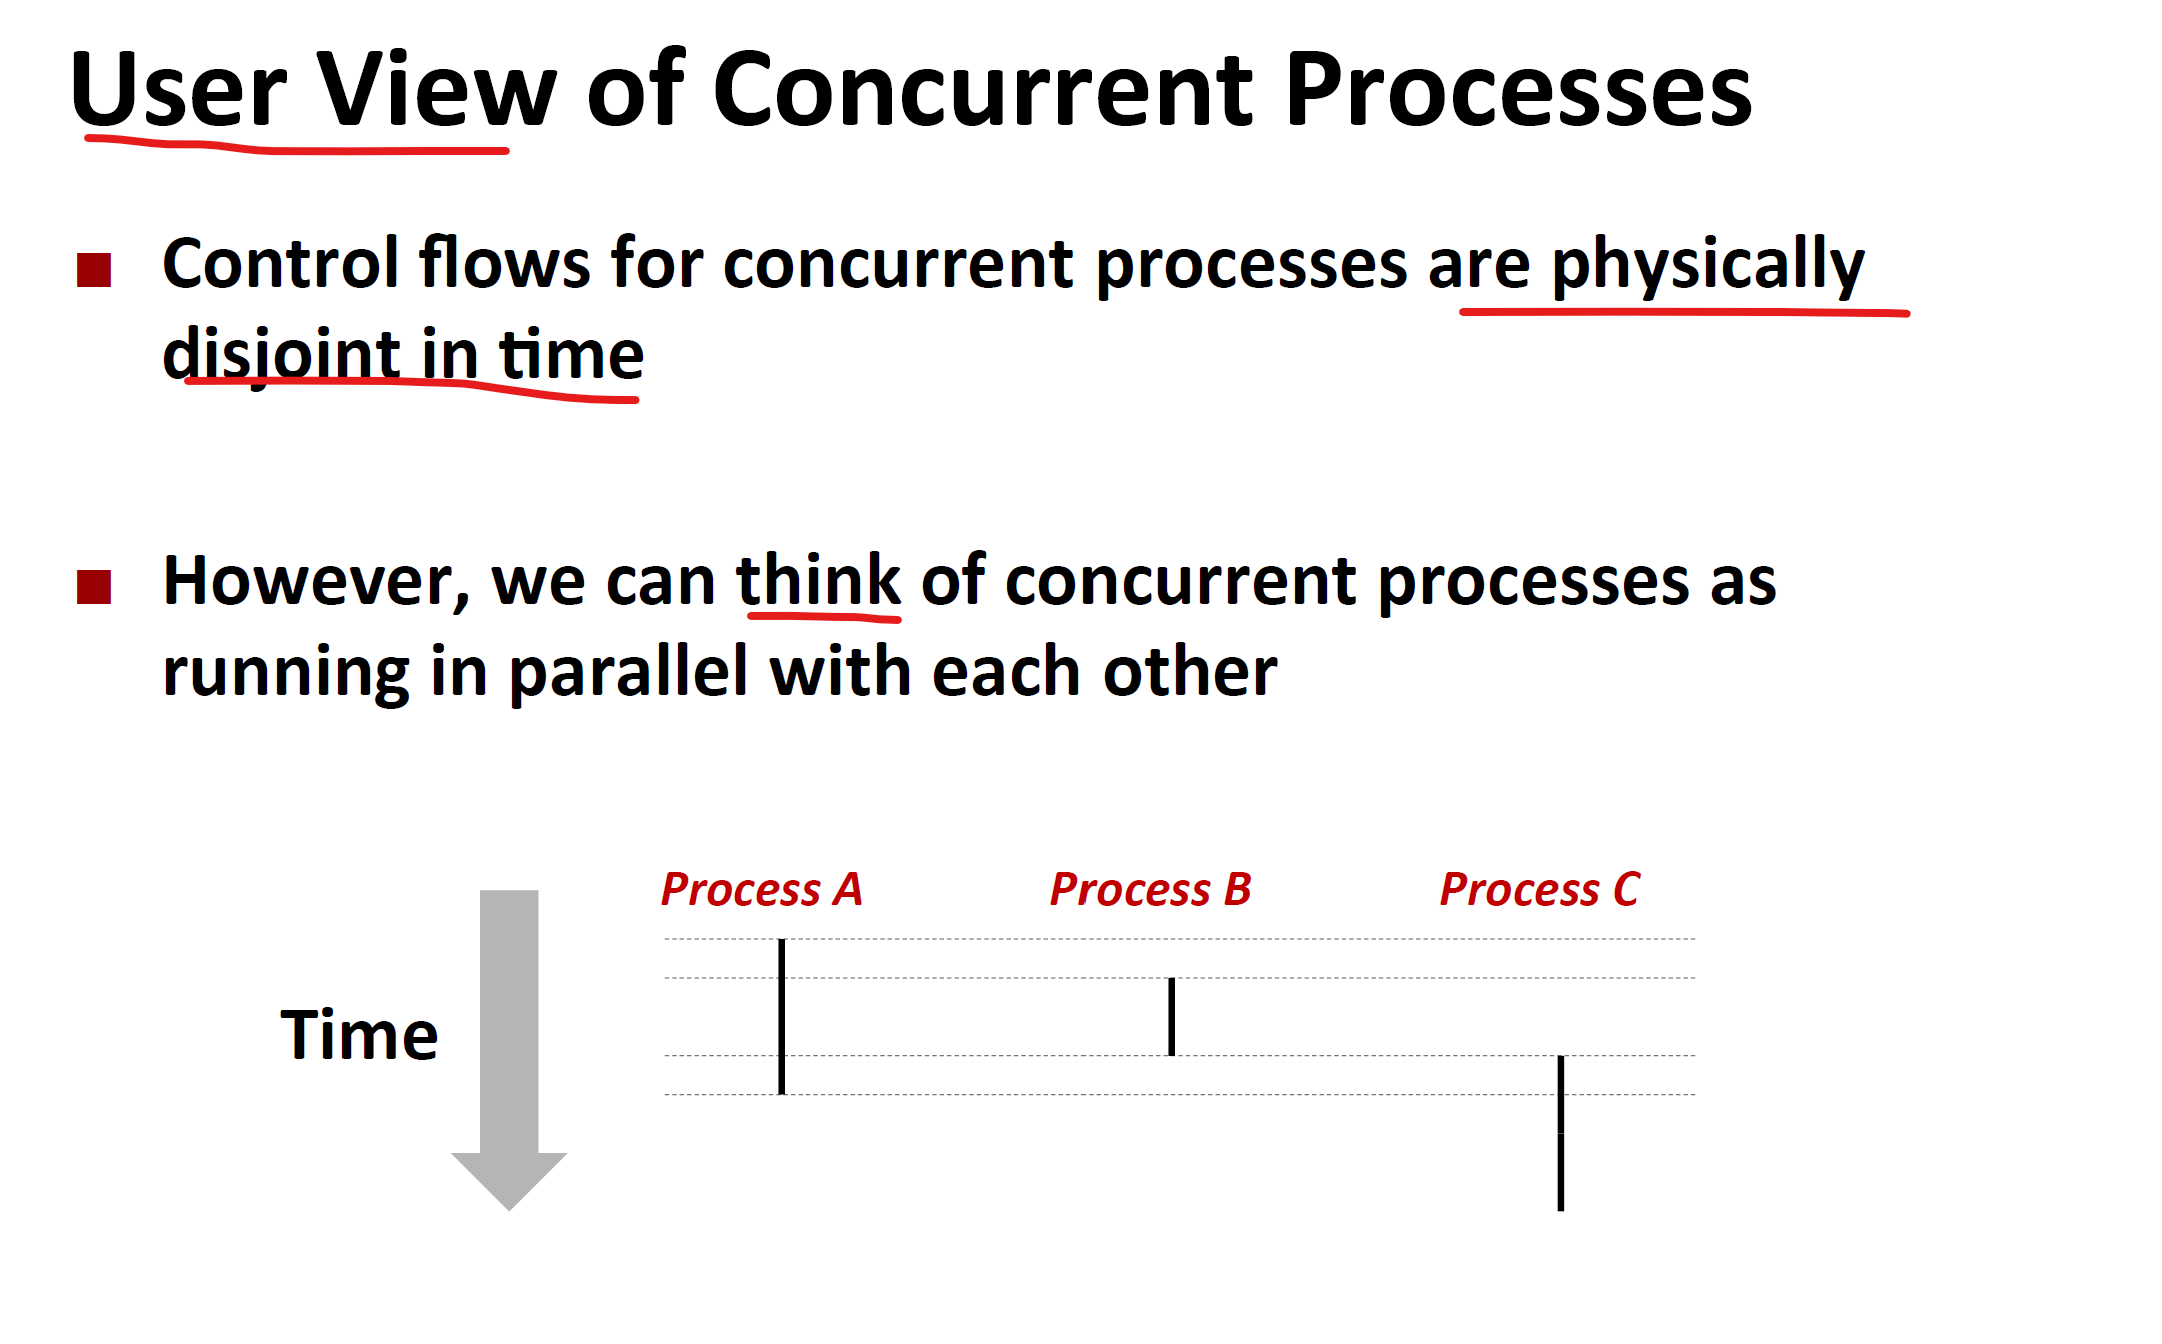 User View of Concurrent Processes
Control flows for concurrent processes are physically
disjoint in time
However, we can think of concurrent processes as
running in parallel with each other
Process A Process B Process C
Time